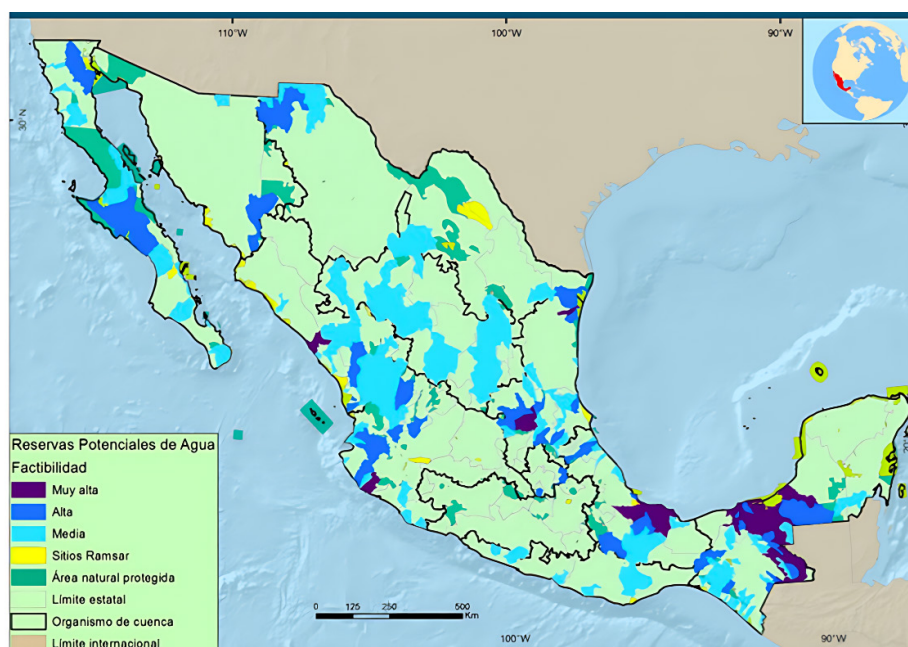 110°W
100°W
90°W
30°N
20°N
Reservas Potenciales de Agua
Factibilidad
Muy alta
Alta
Media
Sitios Ramsar
Área natural protegida
Límite estatal
Organismo de cuenca
Límite internacional
0 125 250 500
Km
100°W
90°W